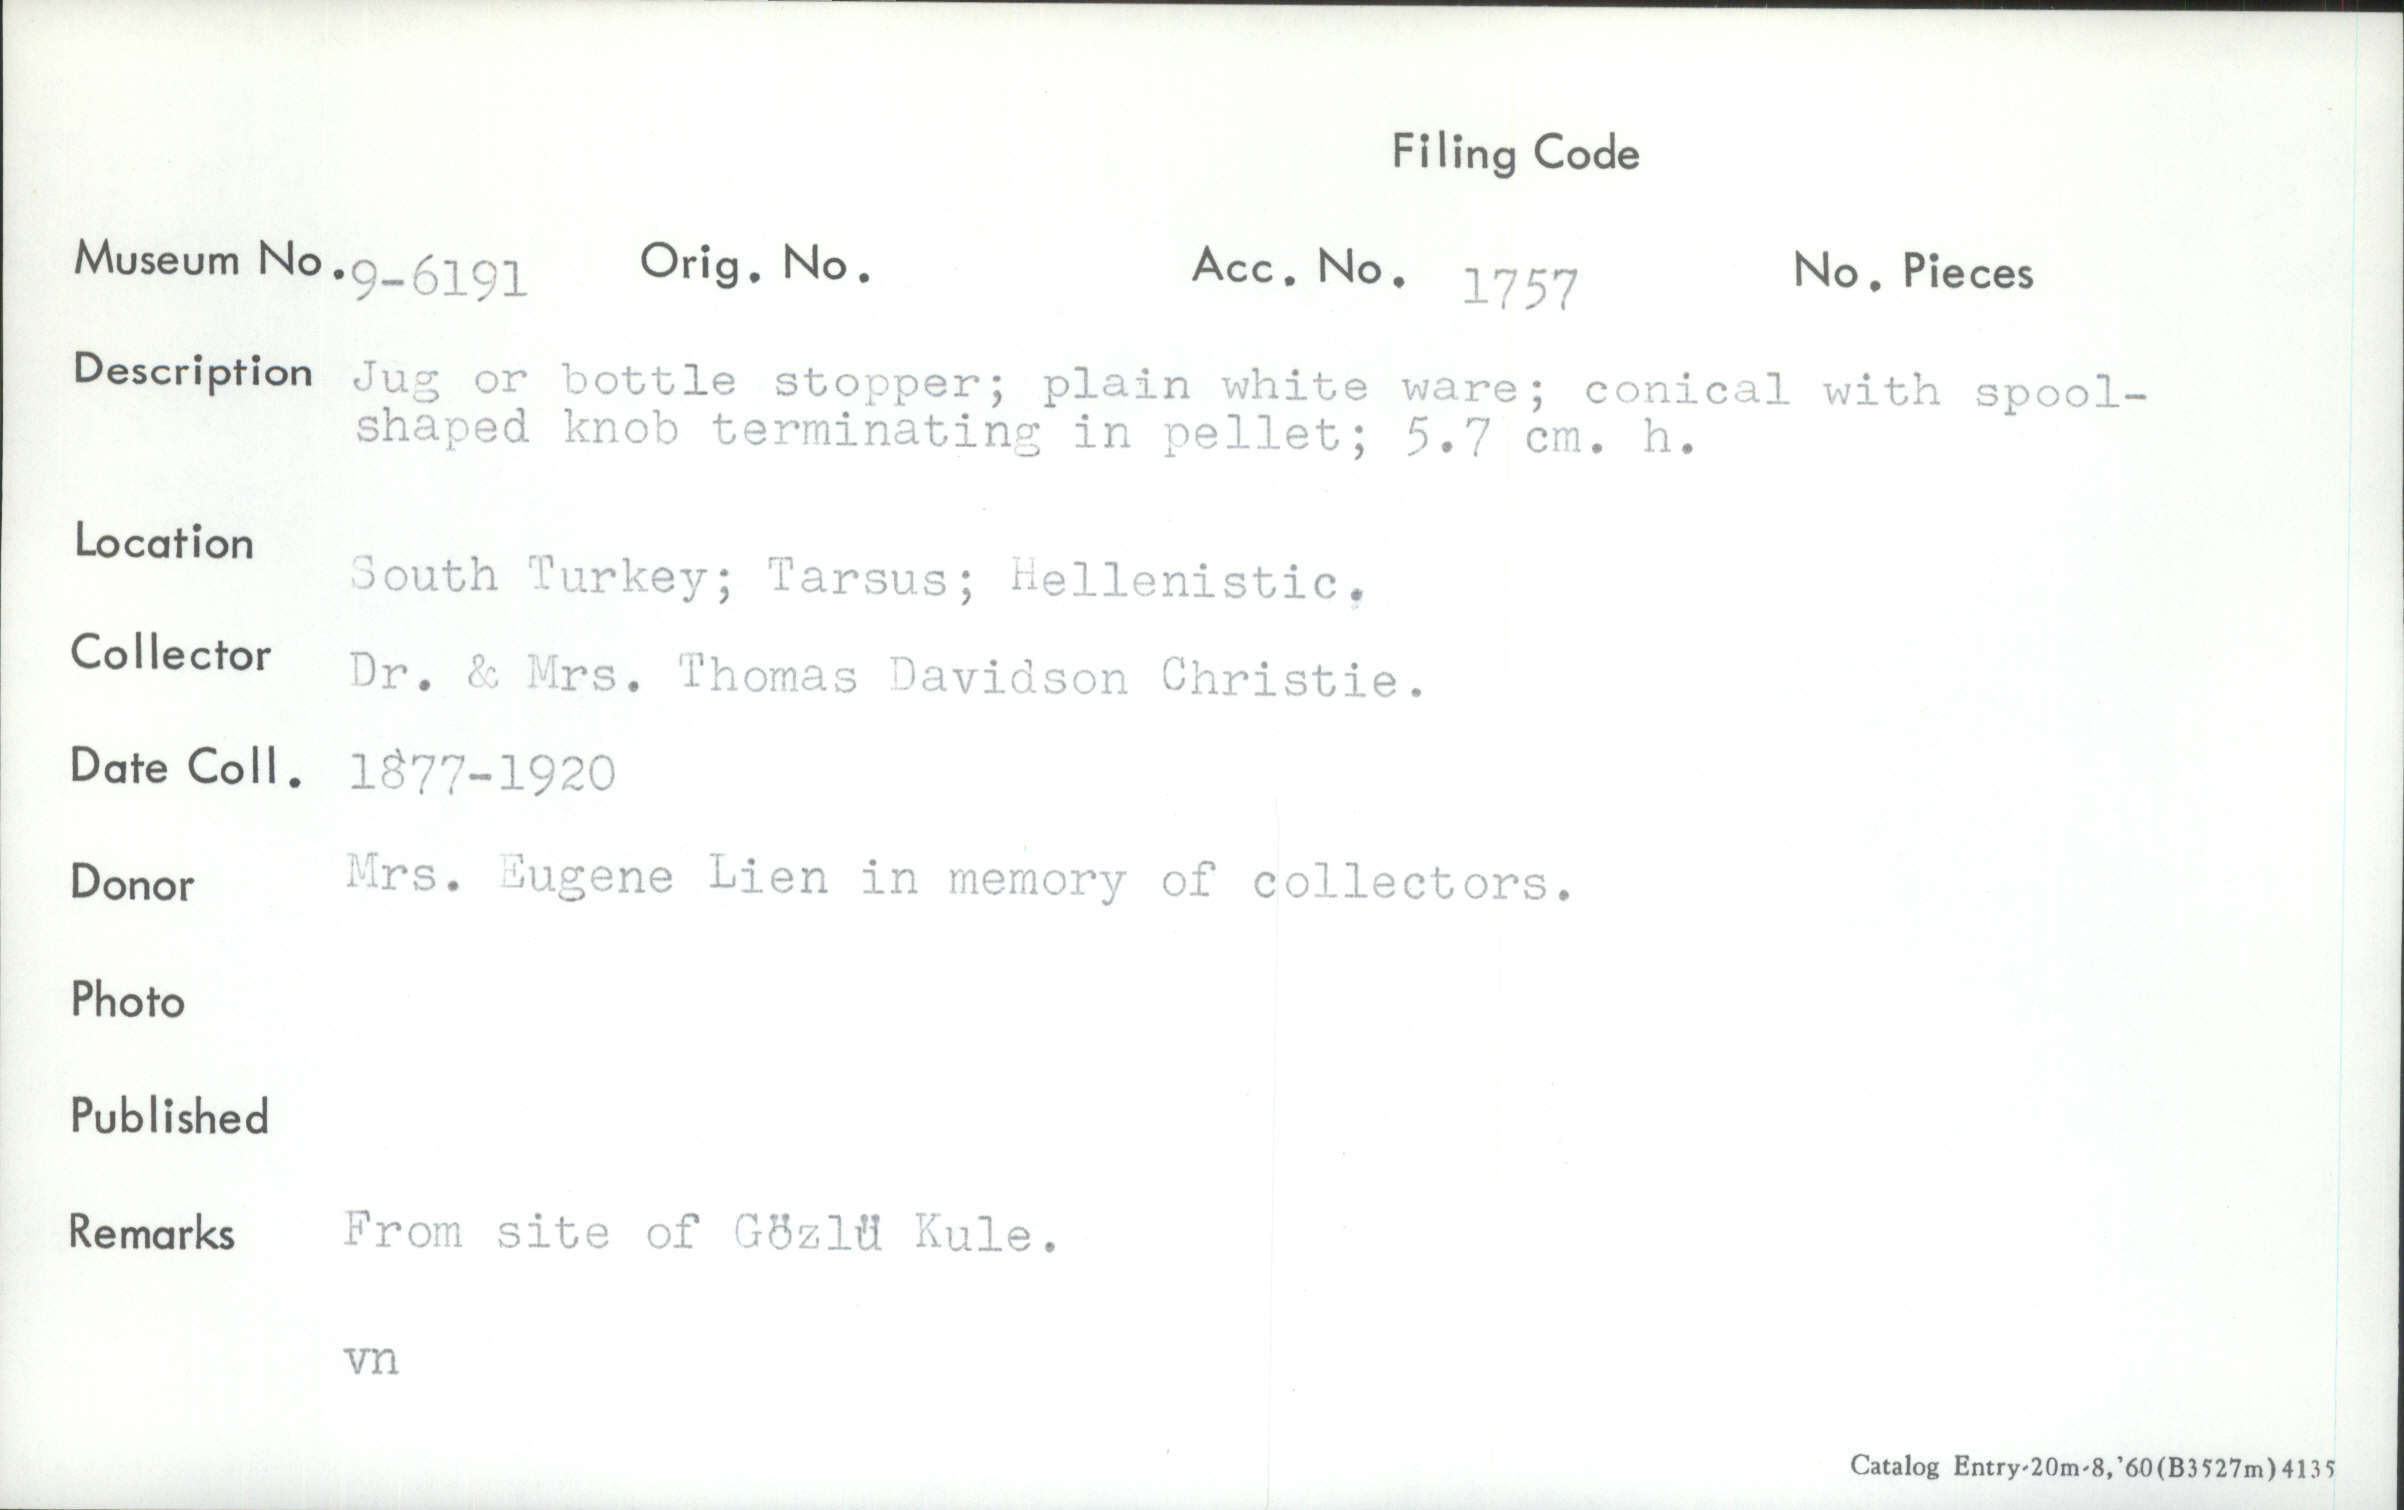 Filing Code
Museum No. 9-6191 Orig. No. Acc. No. 1757 No. Pieces
Description Jug or bottle stopper; plain white ware; conical with spool-
shaped knob terminating in pellet; 5.7 cm. h.
Location South Turkey; Tarsus; Hellenistic.
Collector Dr. & Mrs. Thomas Davidson Christie.
Date Coll. 1877-1920
Donor Mrs. Eugene Lien in memory of collectors.
Photo
Published
Remarks From site of Gözlü Kule.
vn
Catalog Entry-20m-8,'60(B3527m)4135